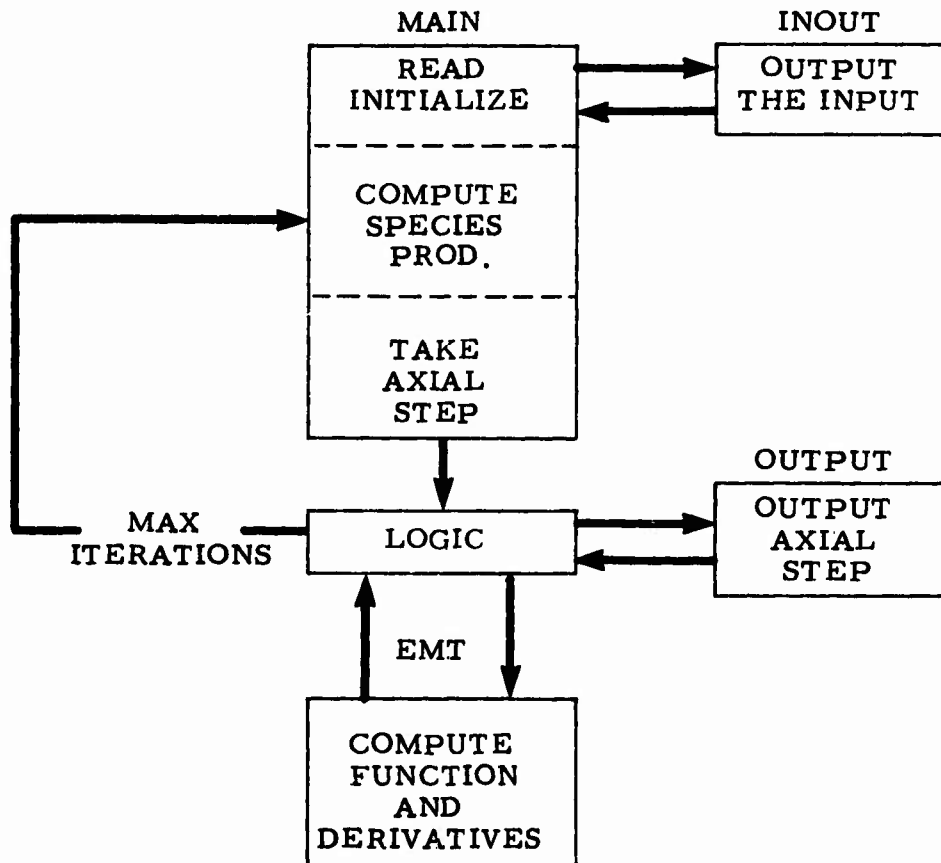 MAIN
READ
INITIALIZE
COMPUTE
SPECIES
PROD.
TAKE
AXIAL
STEP
INOUT
OUTPUT
THE INPUT
LOGIC
MAX
ITERATIONS
OUTPUT
OUTPUT
AXIAL
STEP
EMT
COMPUTE
FUNCTION
AND
DERIVATIVES